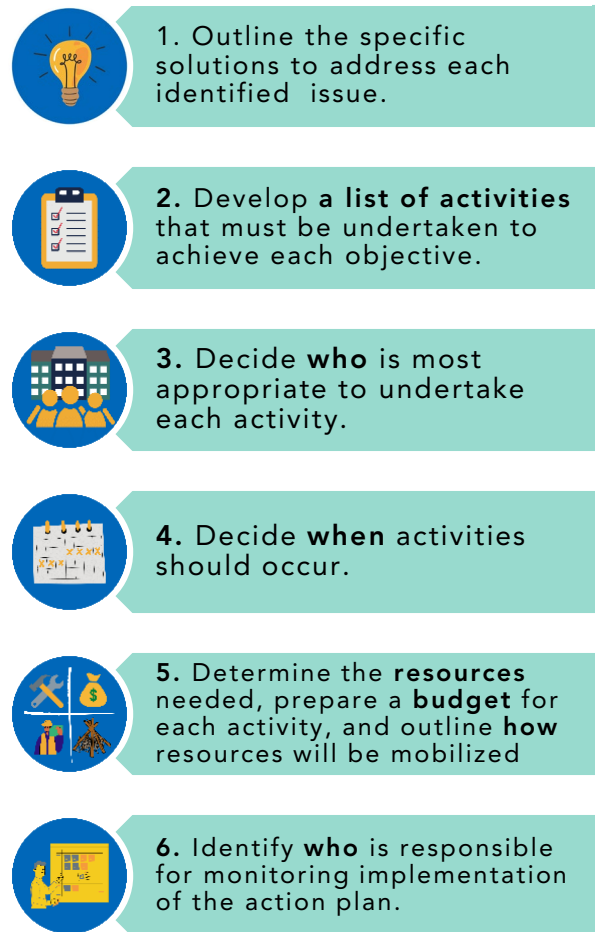 1. Outline the specific
solutions to address each
identified issue.
2. Develop a list of activities
that must be undertaken to
achieve each objective.
3. Decide who is most
appropriate to undertake
each activity.
4. Decide when activities
should occur.
5. Determine the resources
needed, prepare a budget for
each activity, and outline how
resources will be mobilized
$
6. Identify who is responsible
for monitoring implementation
of the action plan.